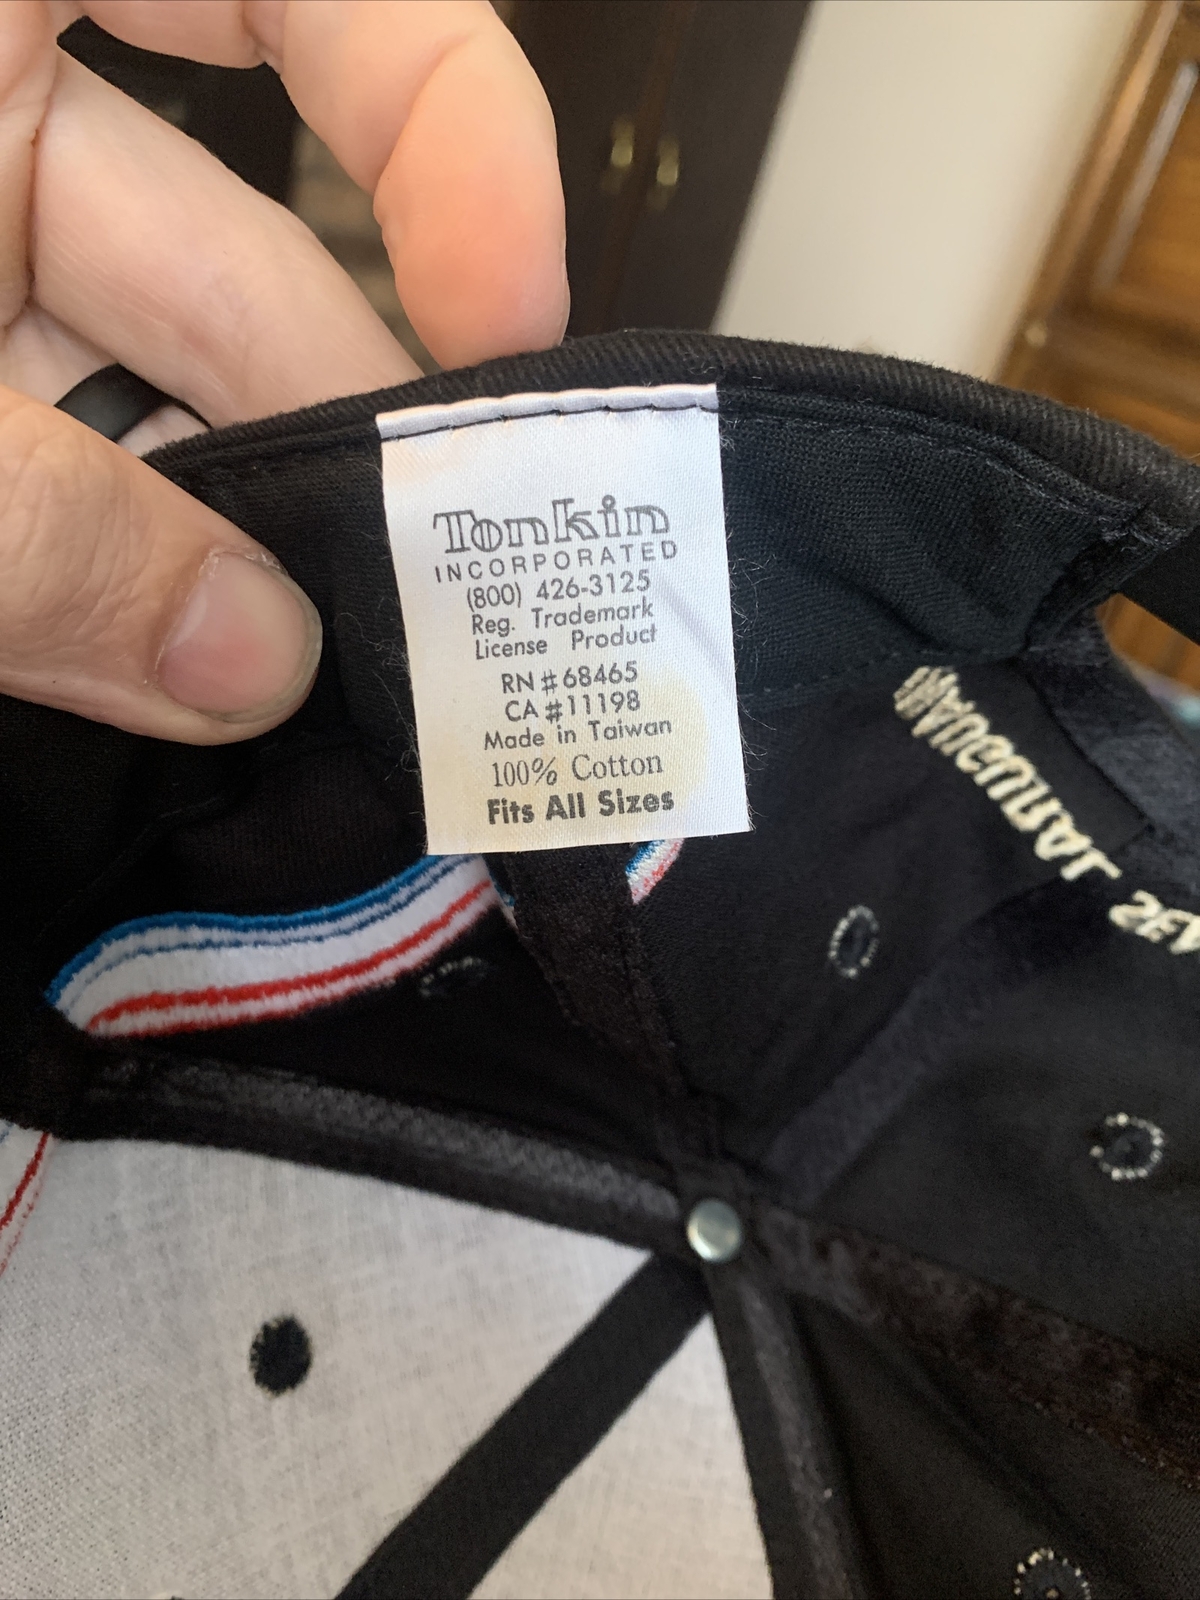 Tonkin
INCORPORATED
(800) 426-3125
Reg. Trademark
License Product
RN#68465
CA#11198
Made in Taiwan
100% Cotton
Fits All Sizes